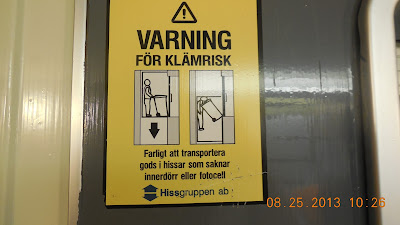 VARNING
FÖR KLÄMRISK
Farligt att transportera
gods i hissar som saknar
innerdörr eller fotocell
Hissgruppen ab
08.25.2013 10:26